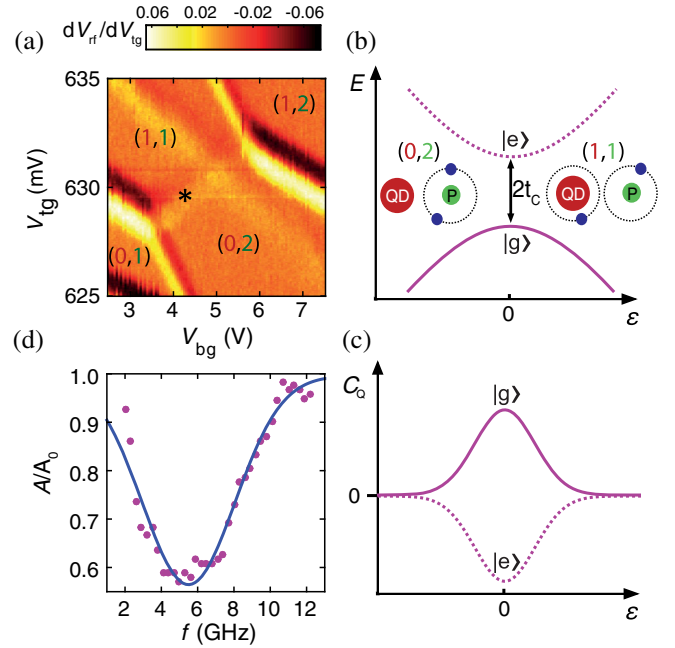 0.06 0.02 -0.02 -0.06
dV_rf/dV_tg
(a)
635
630
625
V_tg (mV)
(1,1)
(1,2)
*
(0,1)
(0,2)
3 4 5 6 7
V_bg (V)
(b)
E
|e⟩
(0,2)
(1,1)
QD
P
2t_C
QD
P
|g⟩
0
ε
(d)
1.0
0.9
0.8
0.7
0.6
A/A_0
2 4 6 8 10 12
f (GHz)
(c)
C_Q
|g⟩
0
|e⟩
0
ε